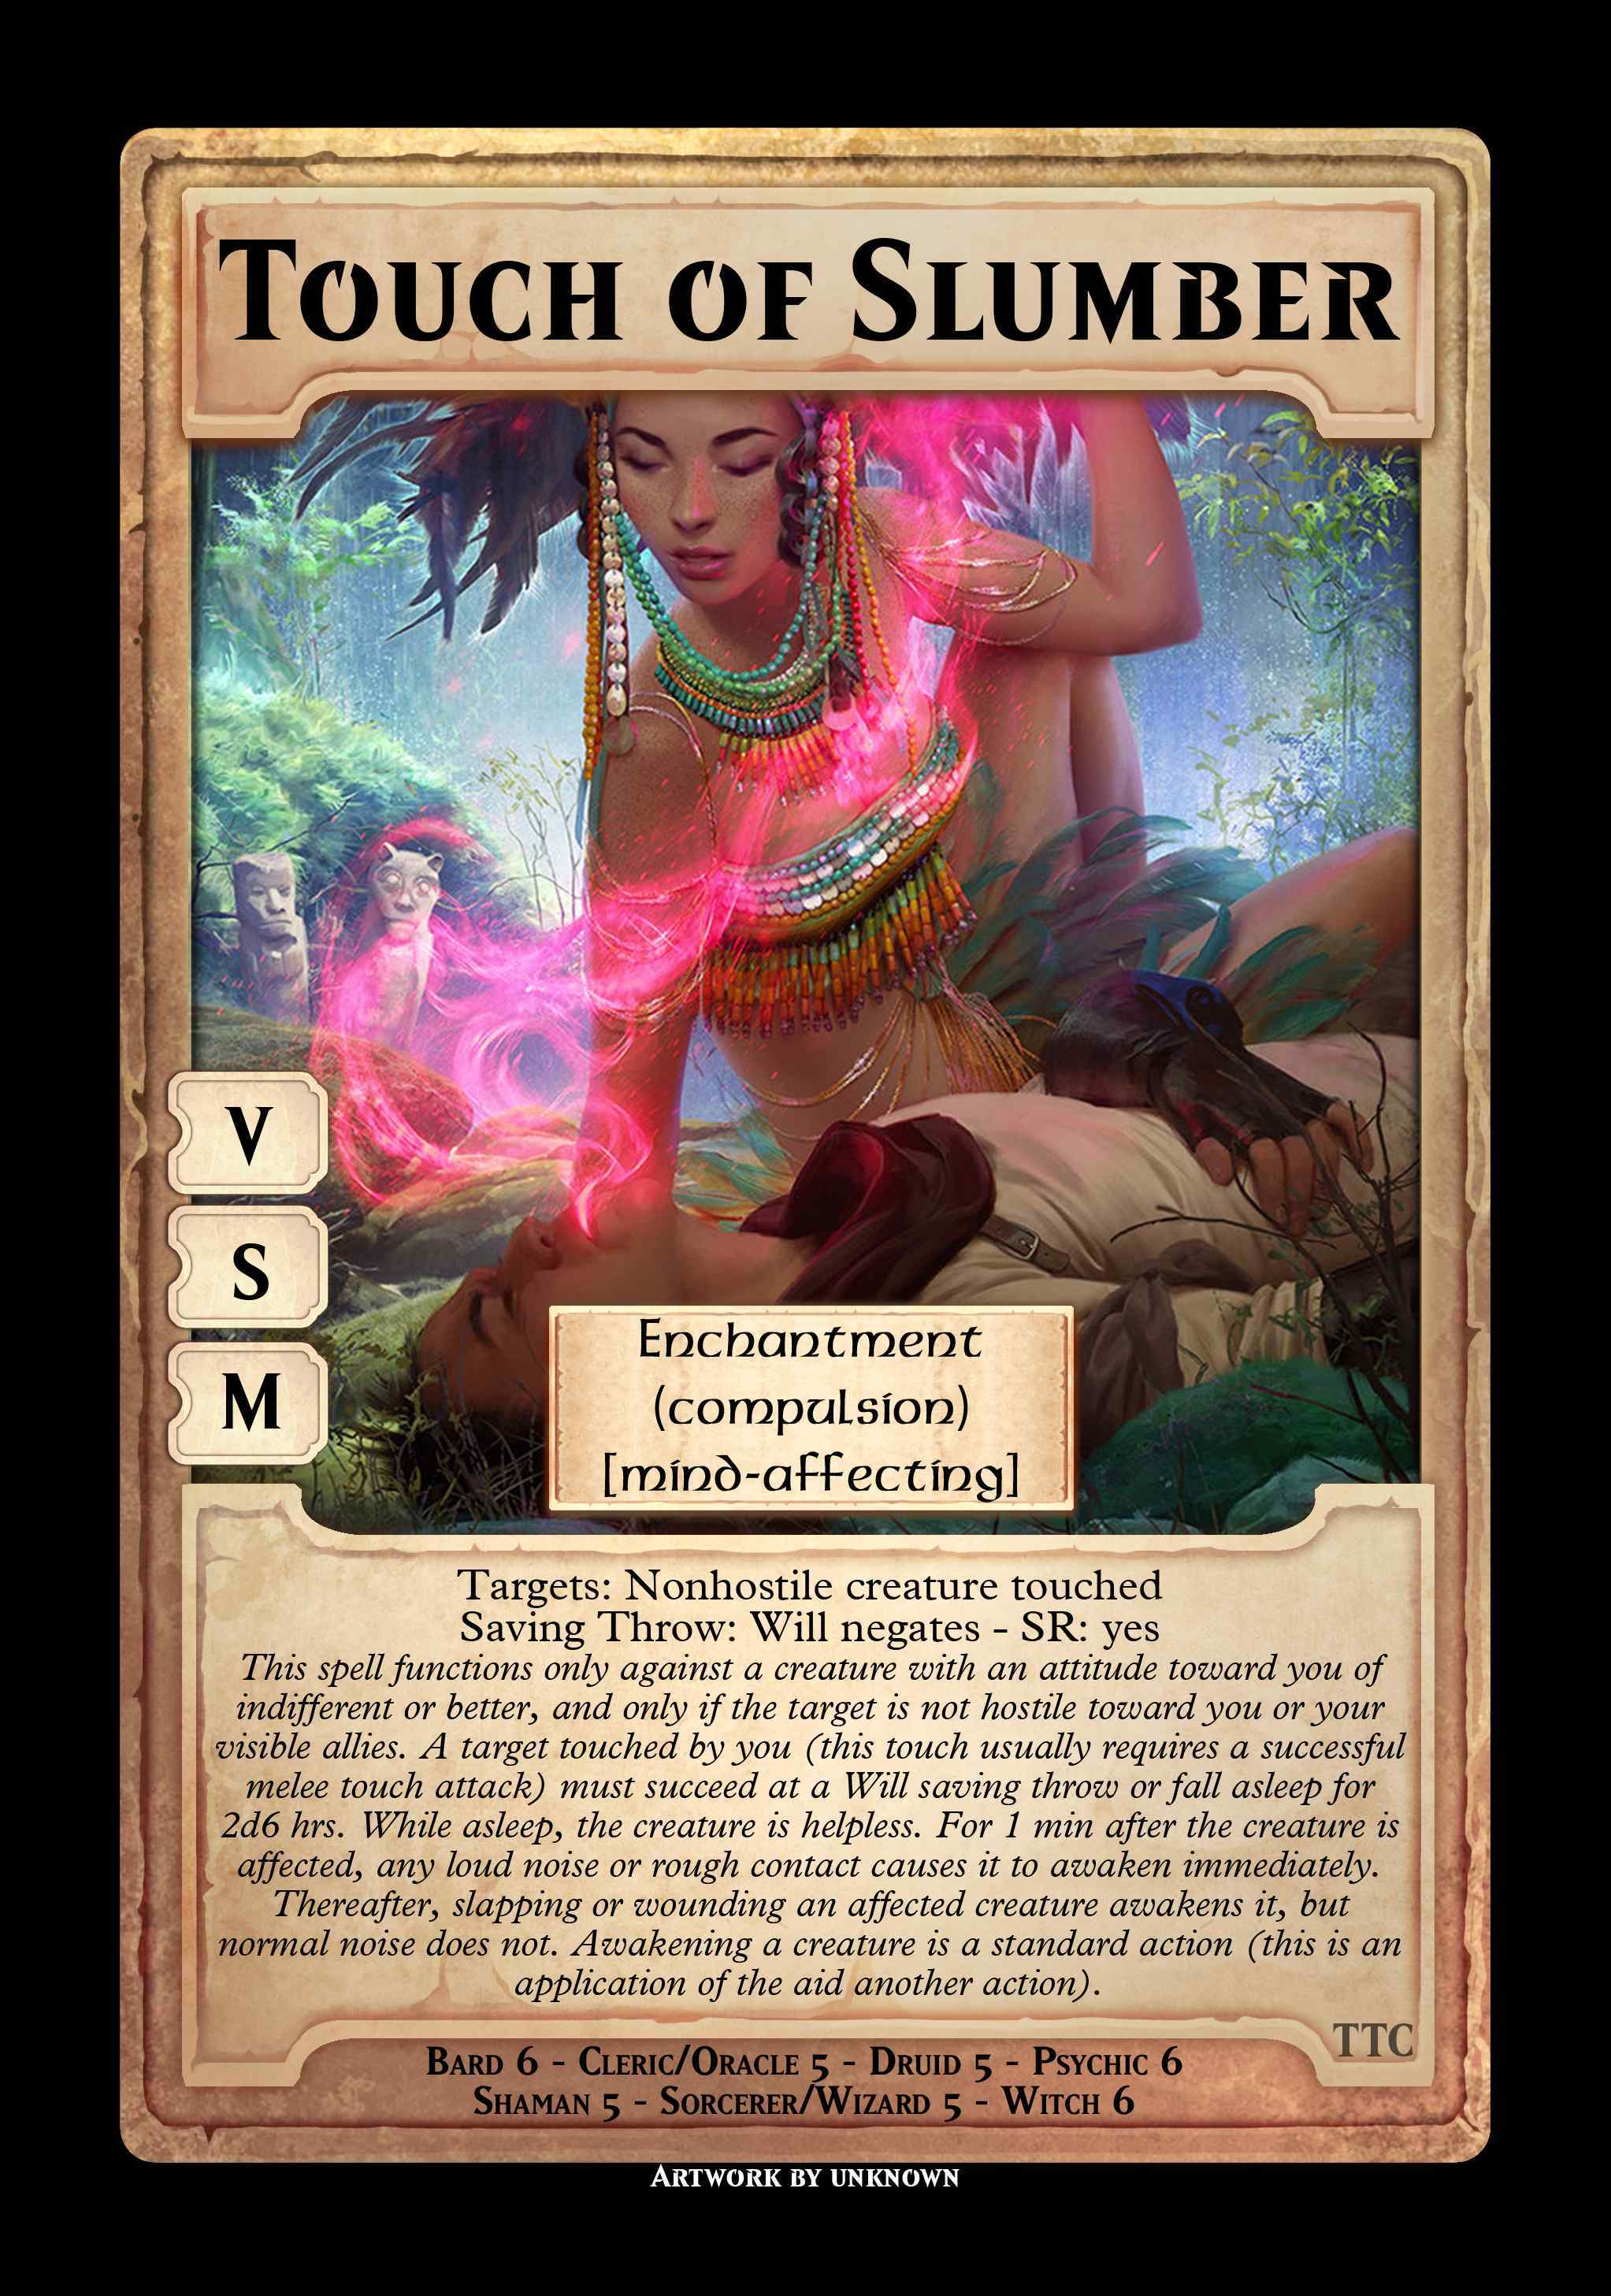 Touch of Slumber
V
S
M
Enchantment
(compulsion)
[mind-affecting]
Targets: Nonhostile creature touched
Saving Throw: Will negates - SR: yes
This spell functions only against a creature with an attitude toward you of
indifferent or better, and only if the target is not hostile toward you or your
visible allies. A target touched by you (this touch usually requires a successful
melee touch attack) must succeed at a Will saving throw or fall asleep for
2d6 hrs. While asleep, the creature is helpless. For 1 min after the creature is
affected, any loud noise or rough contact causes it to awaken immediately.
Thereafter, slapping or wounding an affected creature awakens it, but
normal noise does not. Awakening a creature is a standard action (this is an
application of the aid another action).
TTC
Bard 6 - Cleric/Oracle 5 - Druid 5 - Psychic 6
Shaman 5 - Sorcerer/Wizard 5 - Witch 6
Artwork by unknown